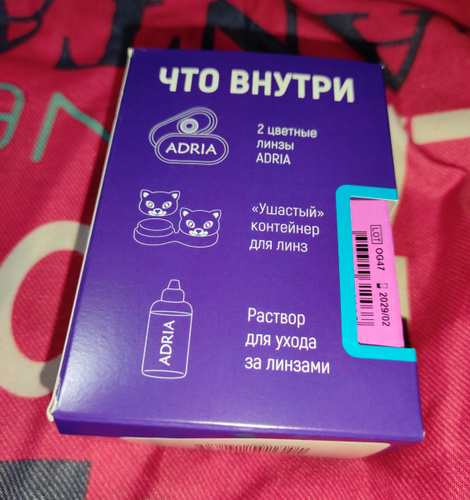 ЧТО ВНУТРИ
ADRIA
2 цветные
линзы
ADRIA
«Ушастый»
контейнер
для линз
ADRIA
Раствор
для ухода
за линзами
LOT OG47
2029/02